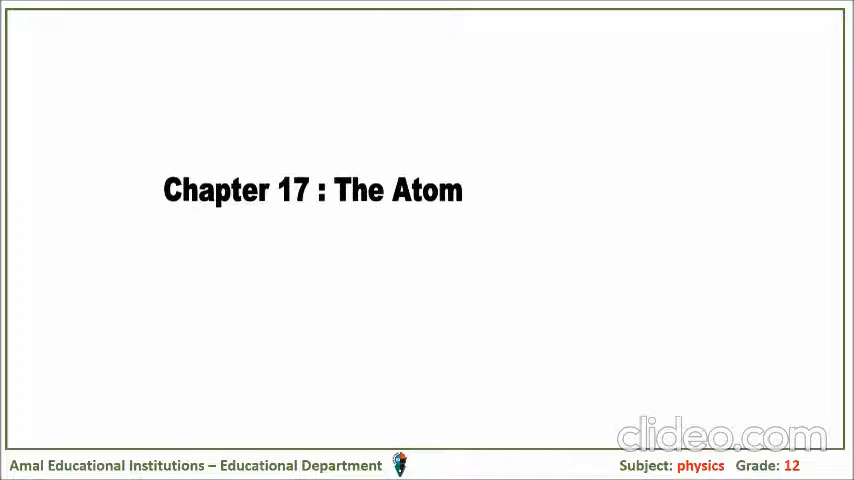 Chapter 17 : The Atom
clideo.com
Amal Educational Institutions – Educational Department
Subject: physics Grade: 12